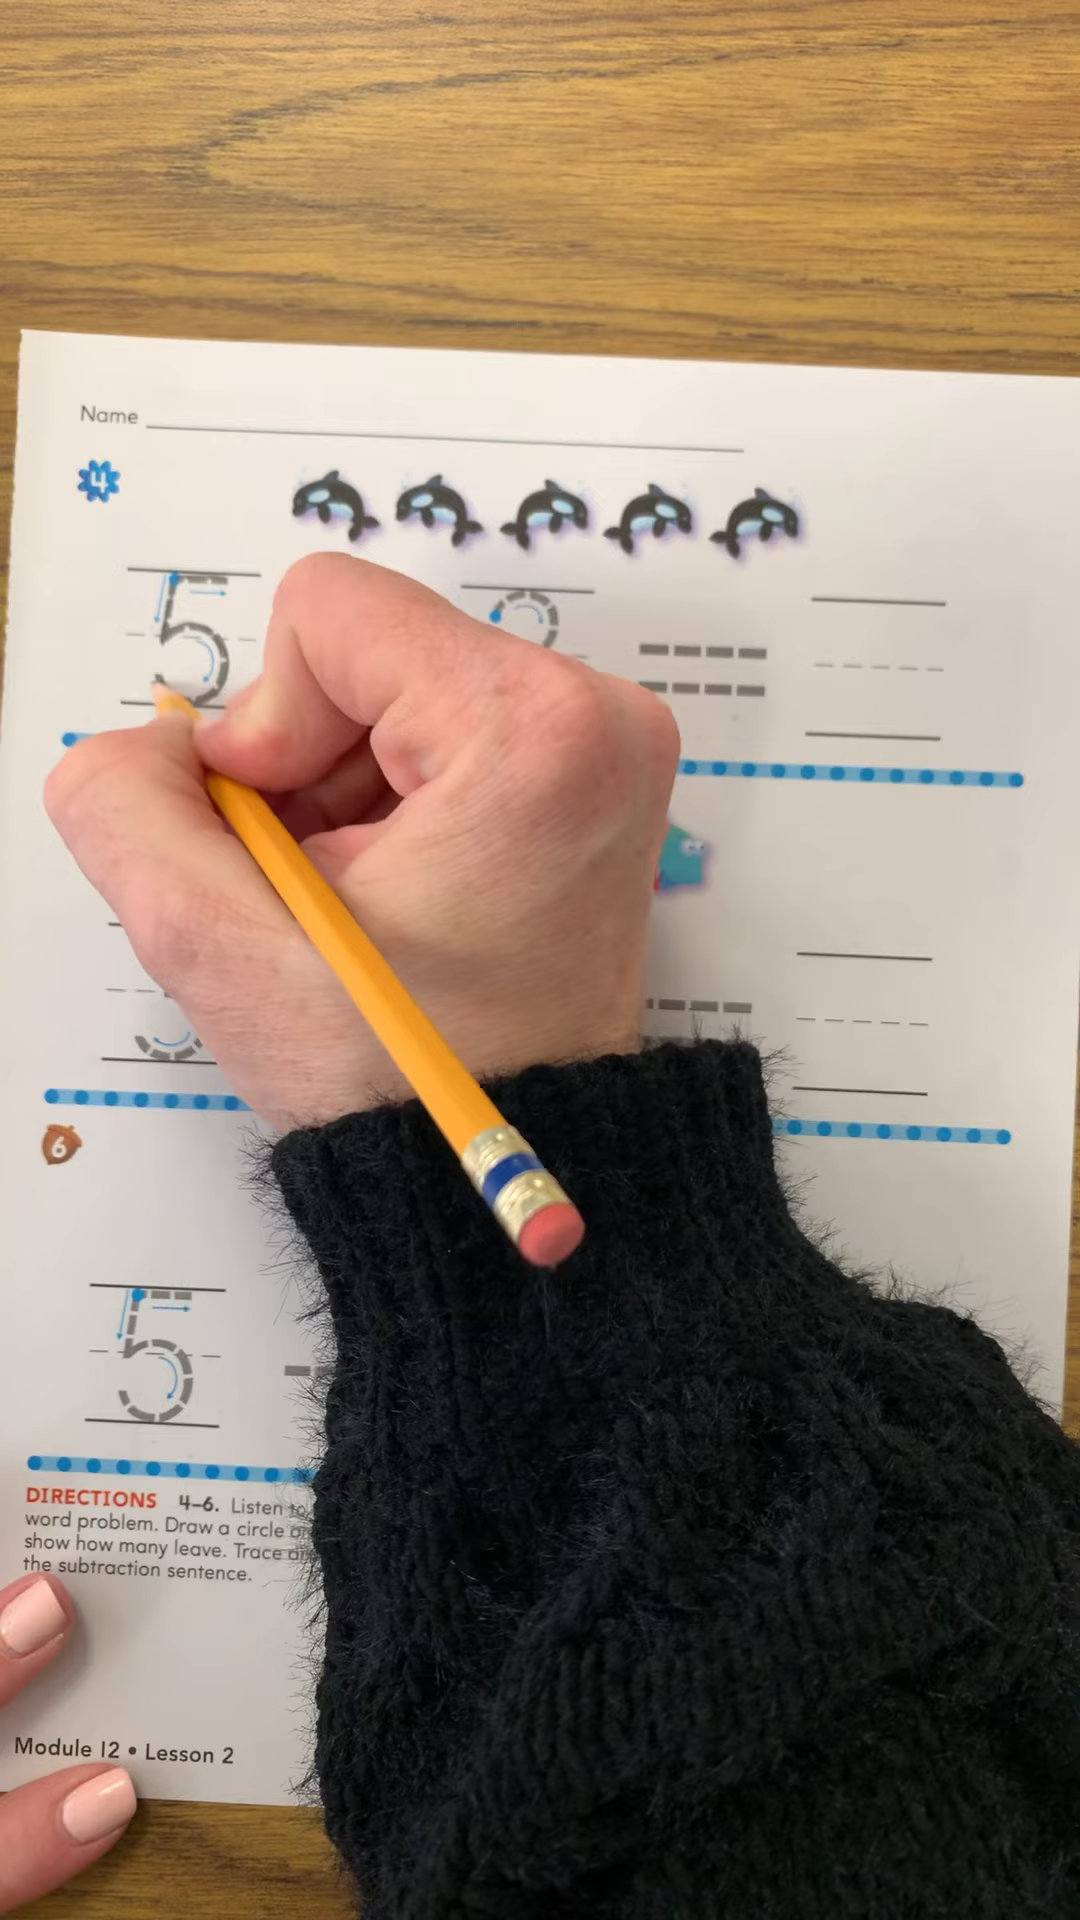 Name
4
5
5
6
5 -
DIRECTIONS 4–6. Listen to
word problem. Draw a circle
show how many leave. Trace
the subtraction sentence.
Module 12 • Lesson 2